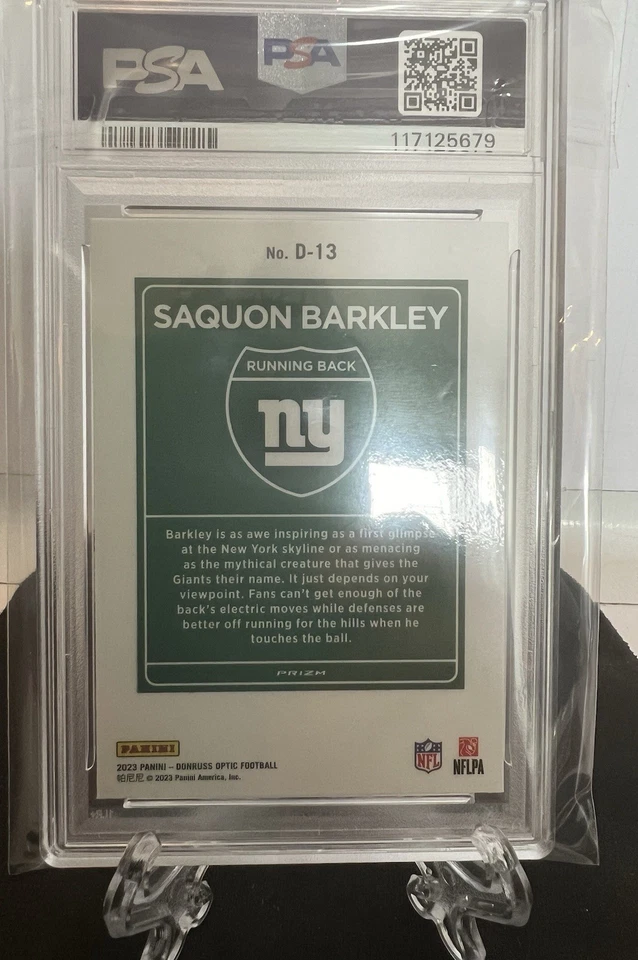 PSA
PSA
117125679
No. D-13
SAQUON BARKLEY
RUNNING BACK
ny
Barkley is as awe inspiring as a first glimpse
at the New York skyline or as menacing
as the mythical creature that gives the
Giants their name. It just depends on your
viewpoint. Fans can't get enough of the
back's electric moves while defenses are
better off running for the hills when he
touches the ball.
PRIZM
PANINI
2023 PANINI – DONRUSS OPTIC FOOTBALL
帕尼尼 © 2023 Panini America, Inc.
NFL
NFLPA